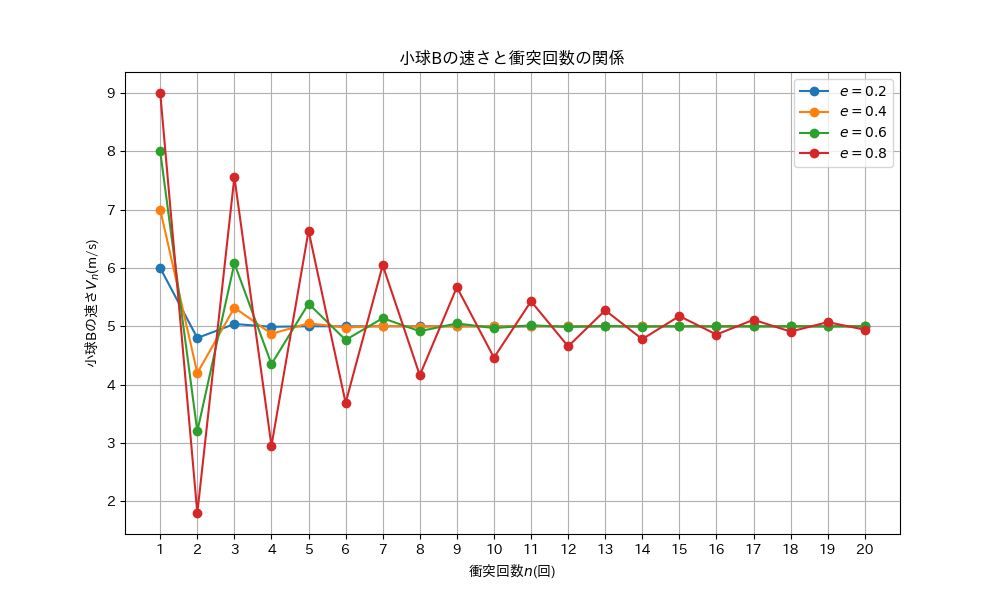 小球Bの速さと衝突回数の関係
e = 0.2
e = 0.4
e = 0.6
e = 0.8
小球Bの速さVn(m/s)
9
8
7
6
5
4
3
2
1 2 3 4 5 6 7 8 9 10 11 12 13 14 15 16 17 18 19 20
衝突回数n(回)